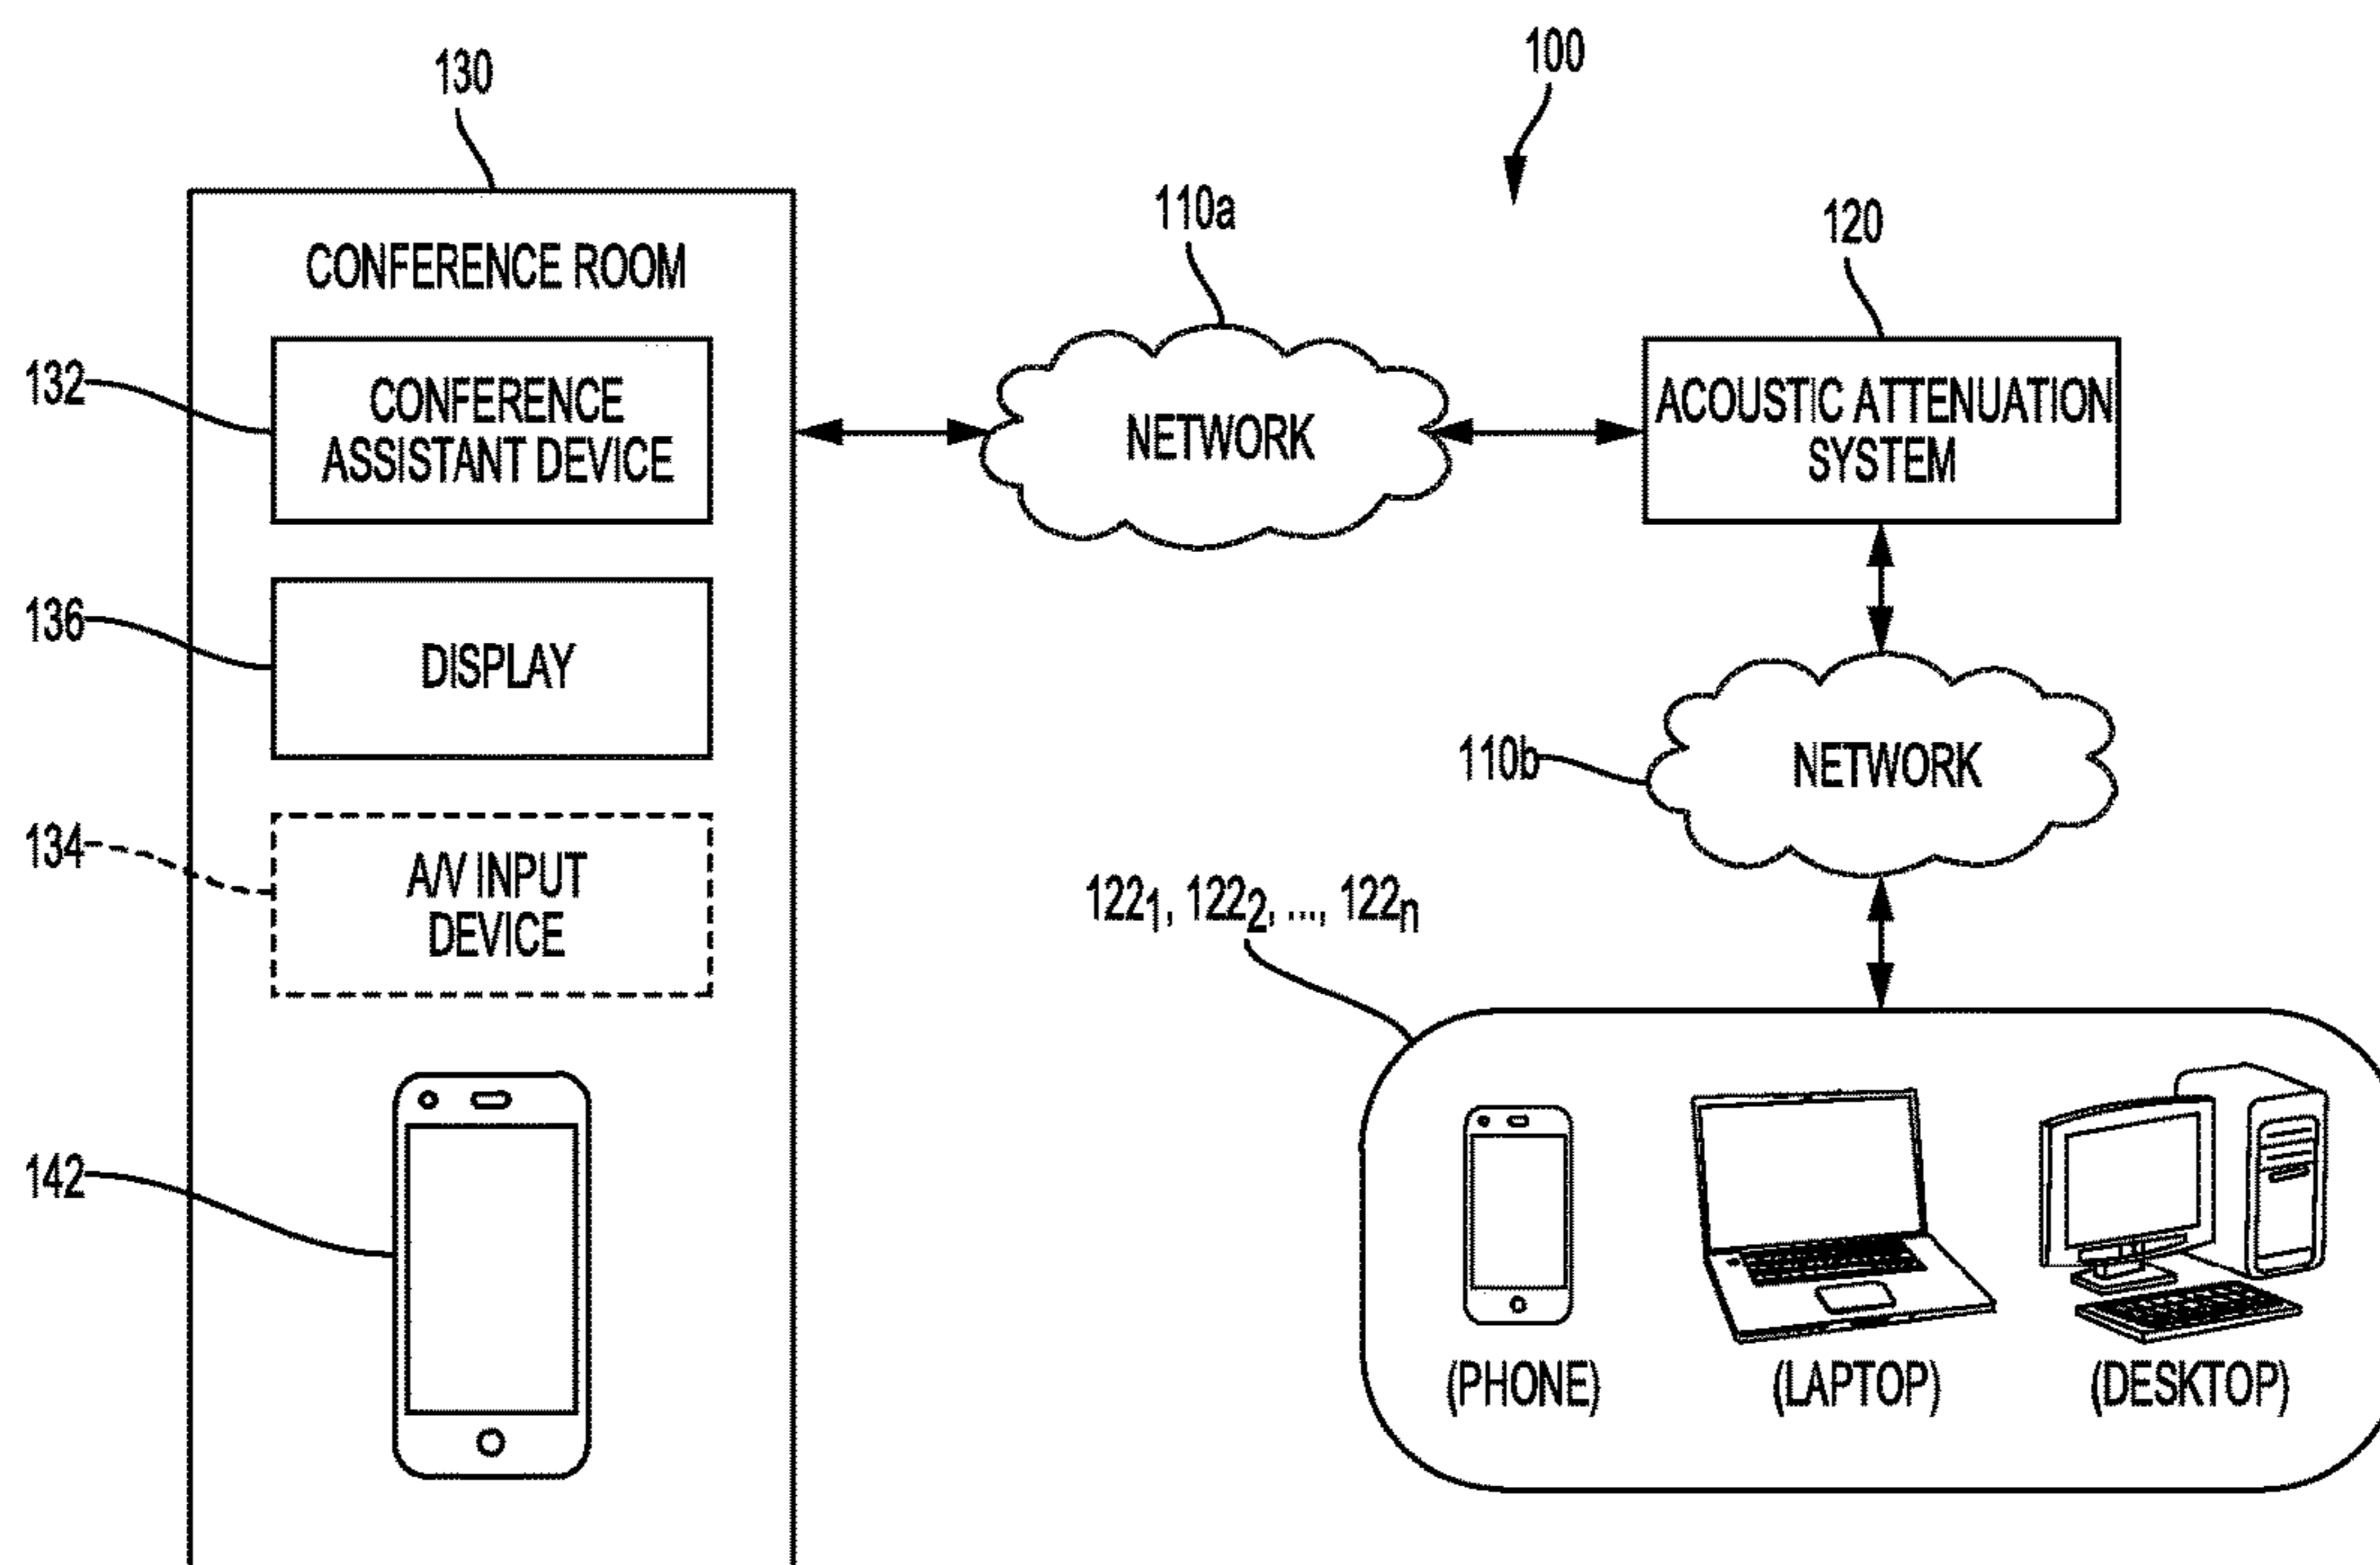 100
130
CONFERENCE ROOM
132
CONFERENCE
ASSISTANT DEVICE
136
DISPLAY
134
A/V INPUT
DEVICE
142
110a
NETWORK
120
ACOUSTIC ATTENUATION
SYSTEM
110b
NETWORK
122₁, 122₂, ..., 122ₙ
(PHONE)
(LAPTOP)
(DESKTOP)